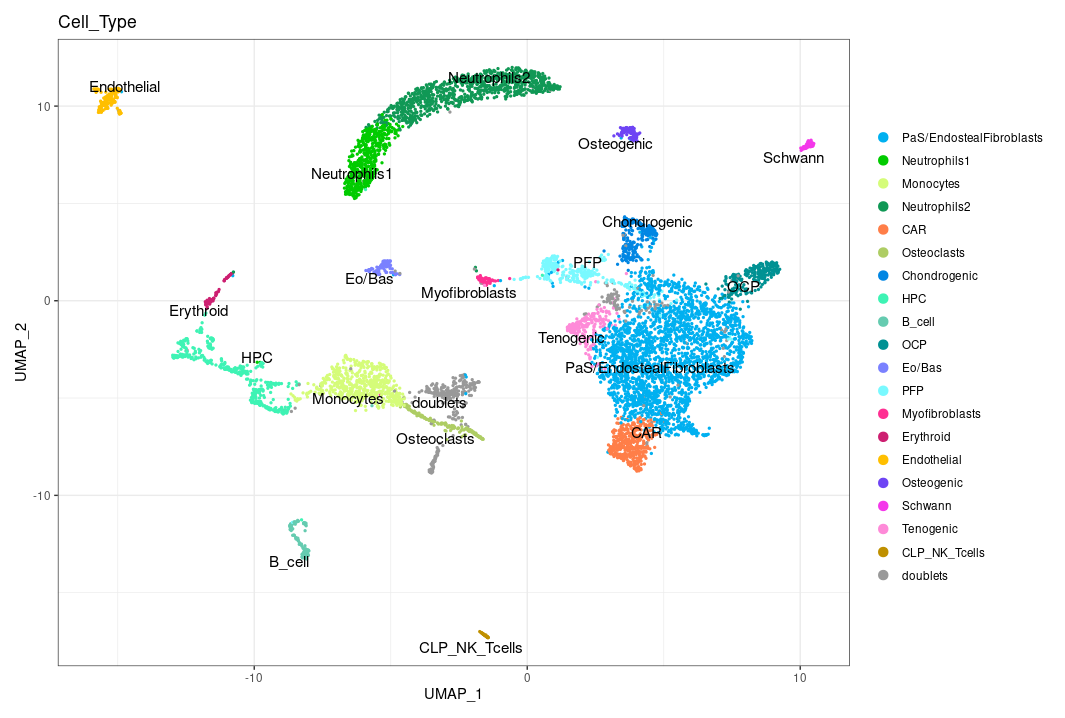 Cell_Type
Endothelial
Neutrophils2
Neutrophils1
Osteogenic
Schwann
Chondrogenic
PFP
Eo/Bas
Myofibroblasts
OCP
Erythroid
Tenogenic
HPC
PaS/EndostealFibroblasts
Monocytes
doublets
Osteoclasts
CAR
B_cell
CLP_NK_Tcells
10
0
-10
UMAP_2
-10
0
10
UMAP_1
PaS/EndostealFibroblasts
Neutrophils1
Monocytes
Neutrophils2
CAR
Osteoclasts
Chondrogenic
HPC
B_cell
OCP
Eo/Bas
PFP
Myofibroblasts
Erythroid
Endothelial
Osteogenic
Schwann
Tenogenic
CLP_NK_Tcells
doublets